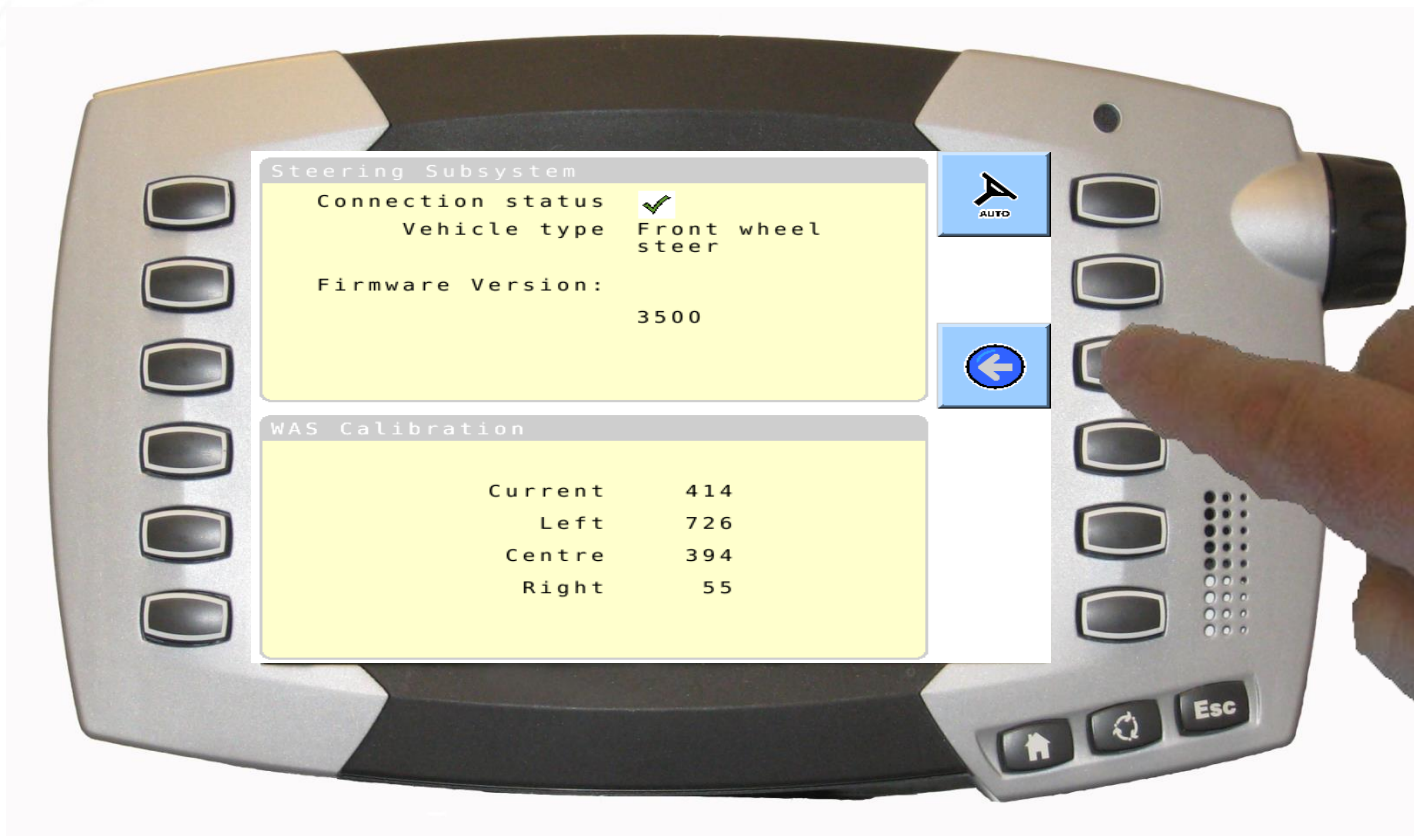 Steering Subsystem
Connection status
Vehicle type Front wheel
steer
Firmware Version:
3500
AUTO
WAS Calibration
Current 414
Left 726
Centre 394
Right 55
Esc